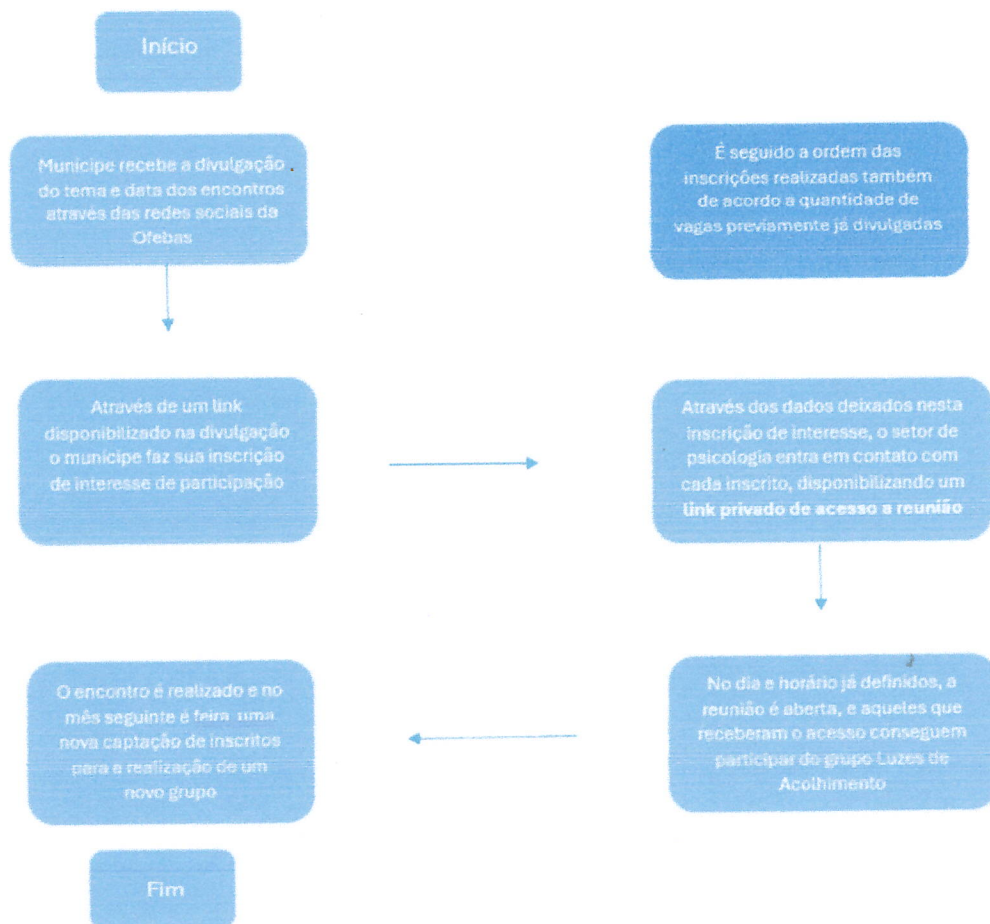 Início
Municipe recebe a divulgação
do tema e data dos encontros
através das redes sociais da
Ofebas
É seguido a ordem das
inscrições realizadas também
de acordo a quantidade de
vagas previamente já divulgadas
Através de um link
disponibilizado na divulgação
o municipe faz sua inscrição
de interesse de participação
Através dos dados deixados nesta
inscrição de interesse, o setor de
psicologia entra em contato com
cada inscrito, disponibilizando um
link privado de acesso a reunião
No dia e horário já definidos, a
reunião é aberta, e aqueles que
receberam o acesso conseguem
participar do grupo Luzes de
Acolhimento
O encontro é realizado e no
mês seguinte é feira uma
nova captação de inscritos
para a realização de um
novo grupo
Fim